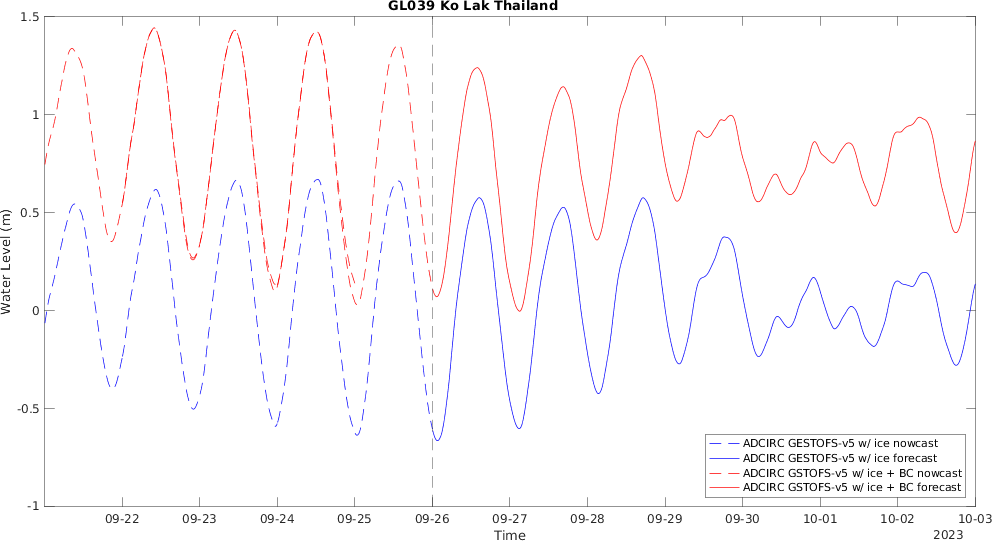 GL039 Ko Lak Thailand
1.5
1
0.5
0
-0.5
-1
Water Level (m)
ADCIRC GESTOFS-v5 w/ ice nowcast
ADCIRC GESTOFS-v5 w/ ice forecast
ADCIRC GSTOFS-v5 w/ ice + BC nowcast
ADCIRC GSTOFS-v5 w/ ice + BC forecast
09-22 09-23 09-24 09-25 09-26 09-27 09-28 09-29 09-30 10-01 10-02 10-03
Time
2023